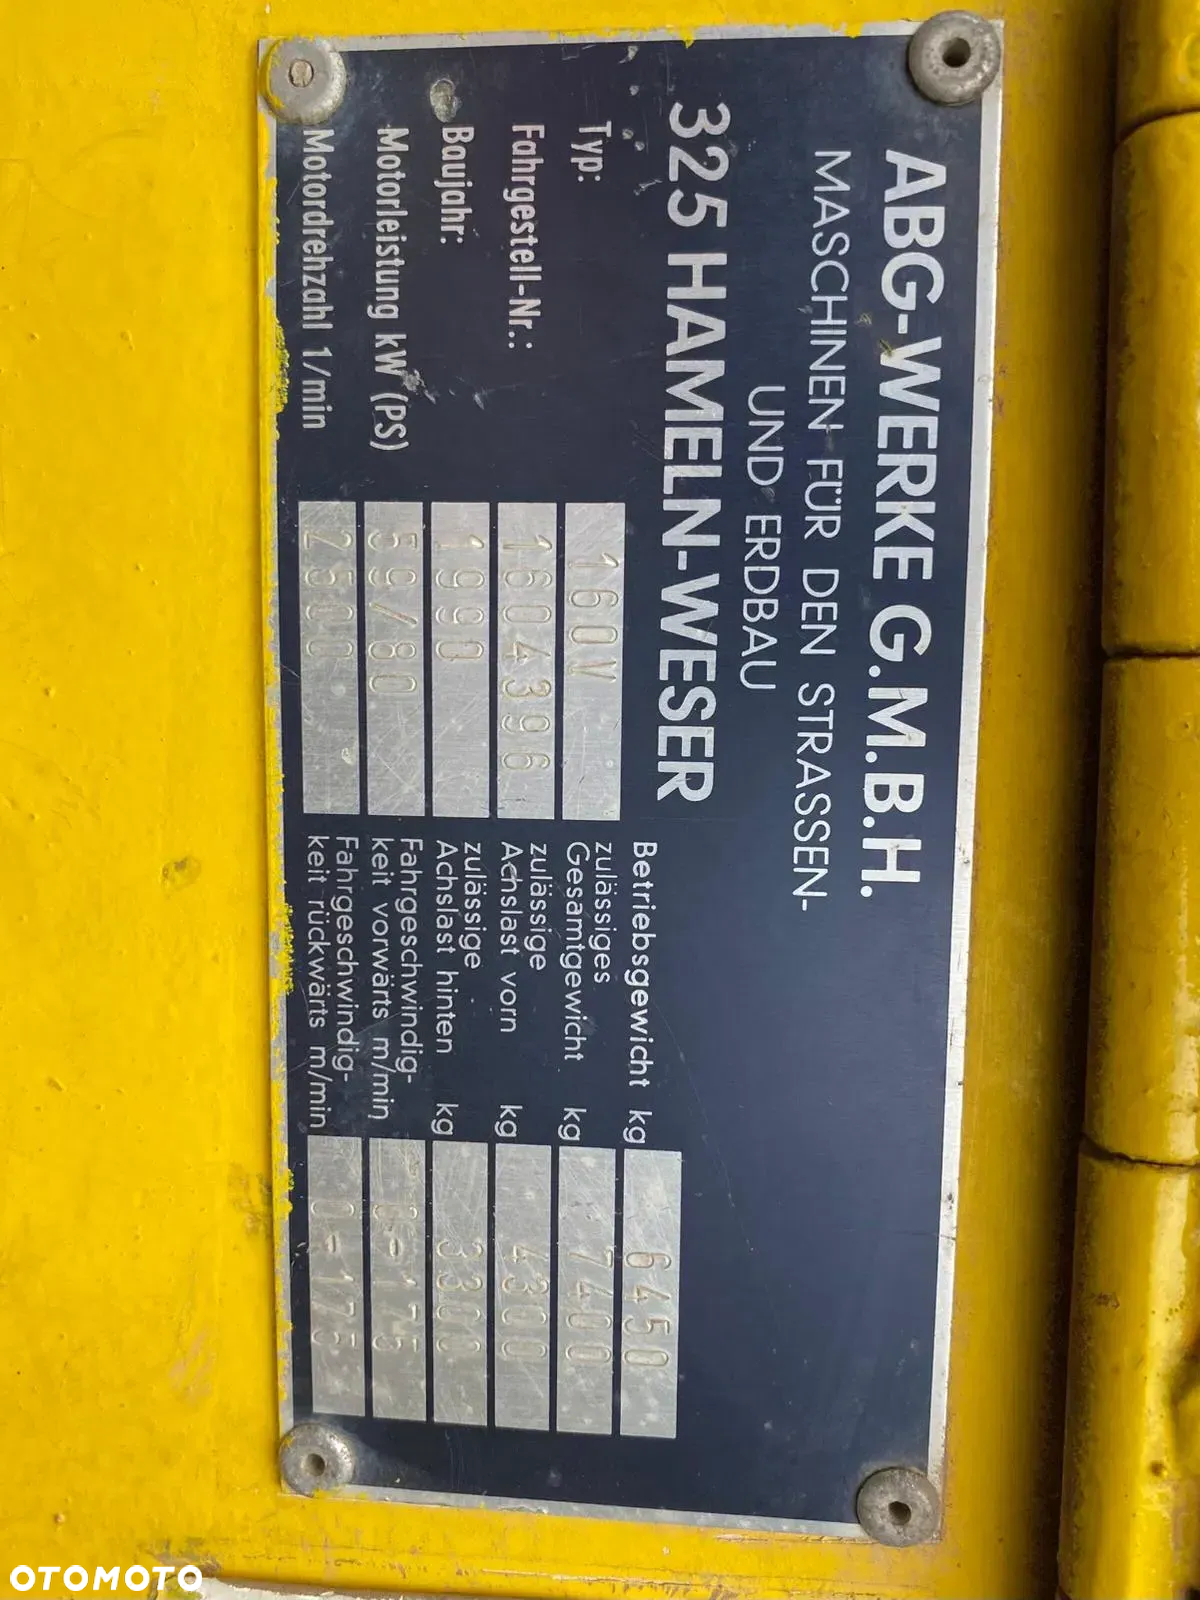 ABG-WERKE G.M.B.H.
MASCHINEN FÜR DEN STRASSEN-
UND ERDBAU
325 HAMELN-WESER
Typ: 160V
Fahrgestell-Nr.: 1604396
Baujahr: 1990
Motorleistung kW (PS) 59/80
Motordrehzahl 1/min 2500
Betriebsgewicht kg 6450
zulässiges
Gesamtgewicht kg 7400
zulässige
Achslast vorn kg 4300
zulässige
Achslast hinten kg 3300
Fahrgeschwindig-
keit vorwärts m/min 0-175
Fahrgeschwindig-
keit rückwärts m/min 0-175
OTOMOTO